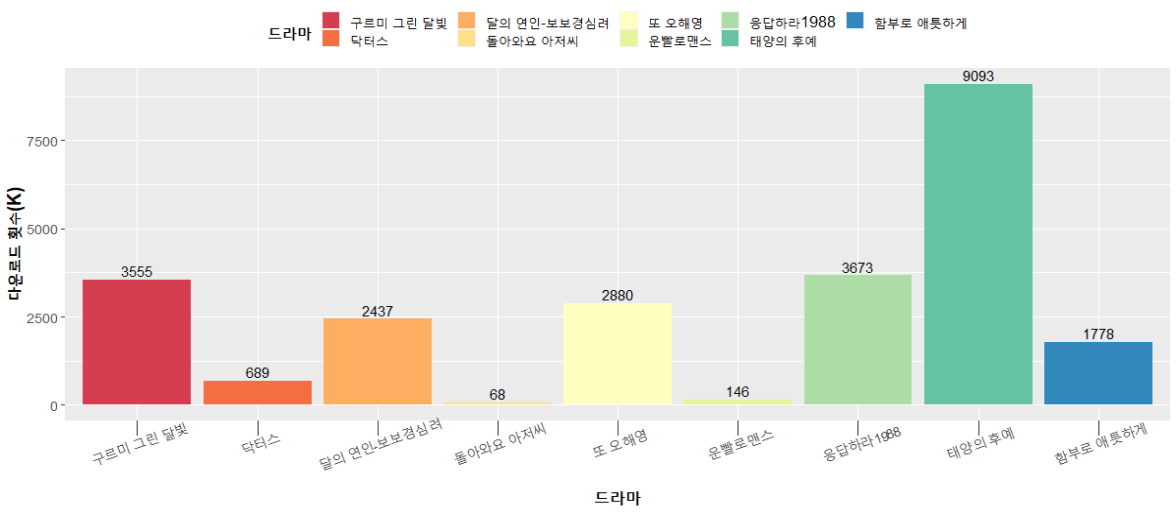 드라마
구르미 그린 달빛 달의 연인-보보경심려 또 오해영 응답하라1988 함부로 애틋하게
닥터스 돌아와요 아저씨 운빨로맨스 태양의 후예
다운로드 횟수(K)
7500
5000
2500
0
3555 689 2437 68 2880 146 3673 9093 1778
구르미 그린 달빛 닥터스 달의 연인-보보경심려 돌아와요 아저씨 또 오해영 운빨로맨스 응답하라1988 태양의 후예 함부로 애틋하게
드라마